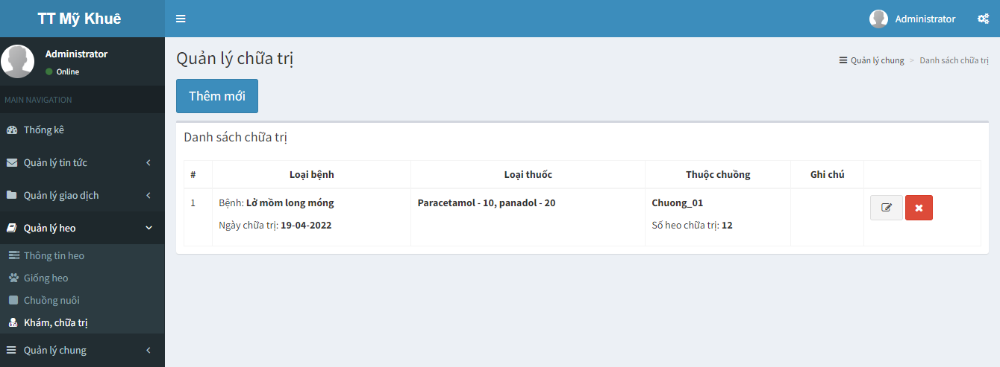 TT Mỹ Khuê
Administrator
Administrator
Online
MAIN NAVIGATION
Thống kê
Quản lý tin tức
Quản lý giao dịch
Quản lý heo
Thông tin heo
Giống heo
Chuồng nuôi
Khám, chữa trị
Quản lý chung
Quản lý chữa trị
Quản lý chung > Danh sách chữa trị
Thêm mới
Danh sách chữa trị
# Loại bệnh Loại thuốc Thuộc chuồng Ghi chú
1 Bệnh: Lở mồm long móng Paracetamol - 10, panadol - 20 Chuong_01
Ngày chữa trị: 19-04-2022 Số heo chữa trị: 12